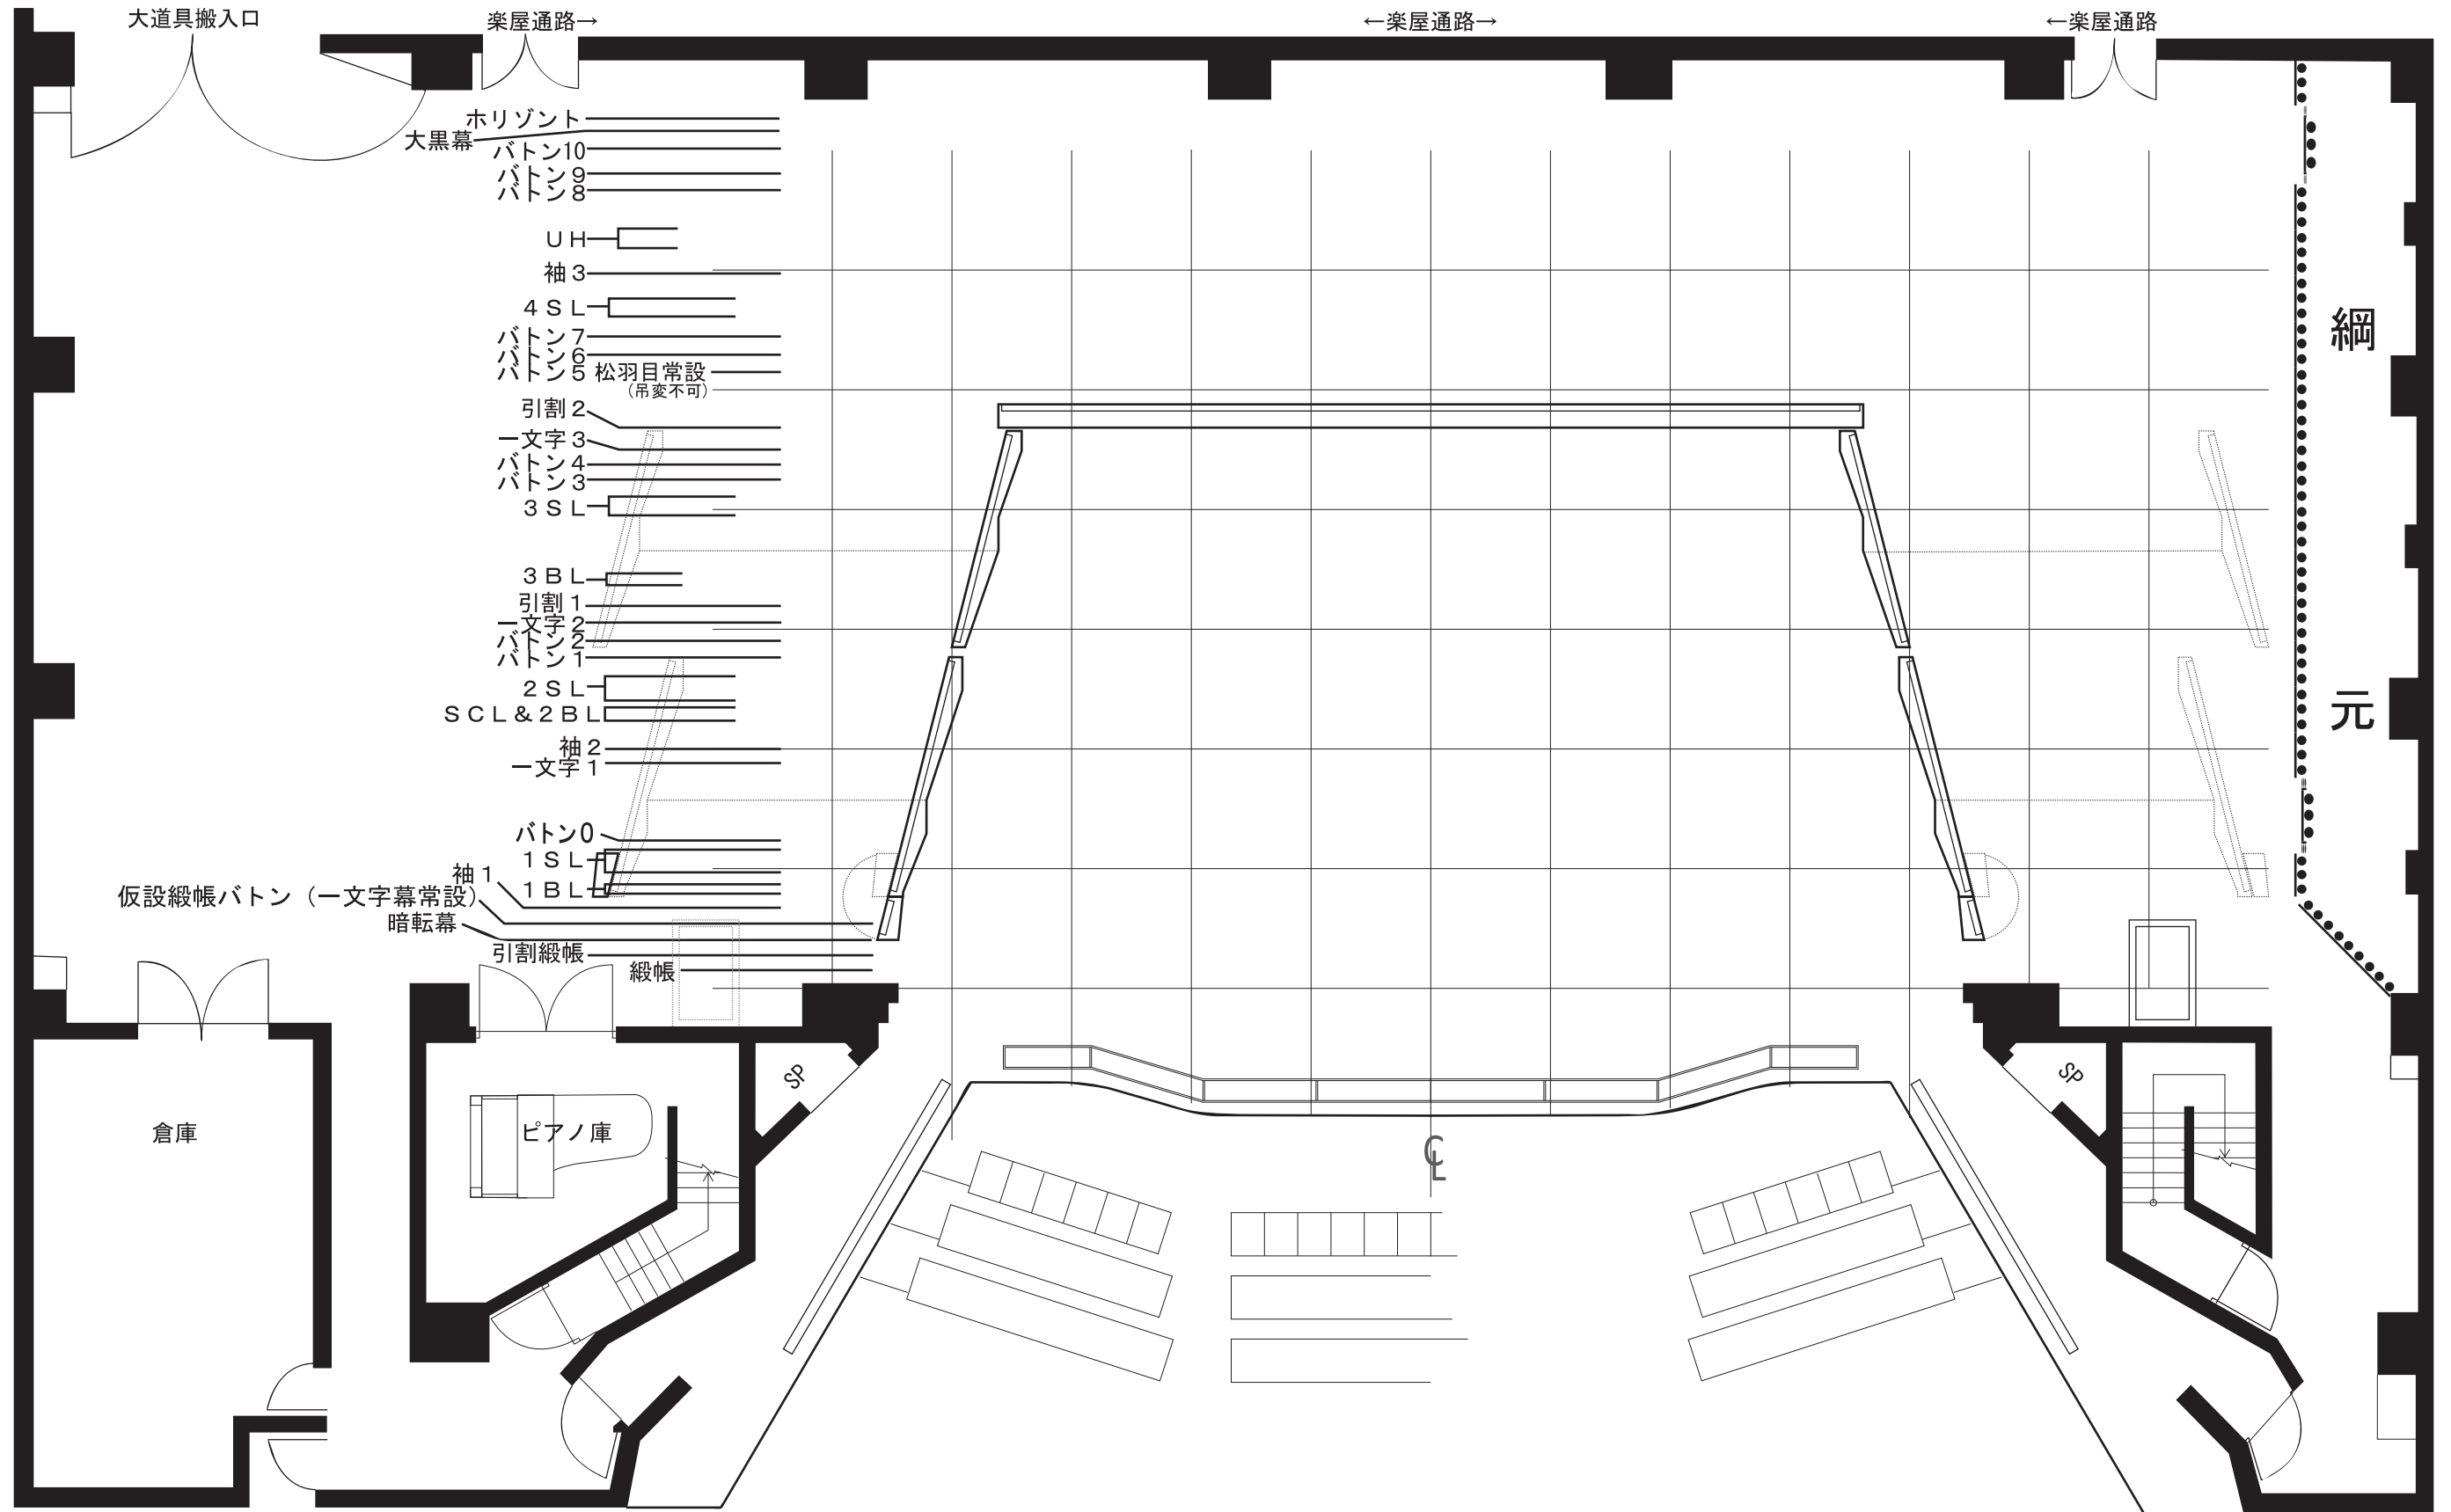 大道具搬入口
楽屋通路→
←楽屋通路→
←楽屋通路
ホリゾント
大黒幕
バトン10
バトン9
バトン8
UH
袖3
4SL
バトン7
バトン6
バトン5 松羽目常設
（吊変不可）
引割2
一文字3
バトン4
バトン3
3SL
3BL
引割1
一文字2
バトン2
バトン1
2SL
SCL&2BL
袖2
一文字1
バトン0
1SL
袖1
1BL
仮設緞帳バトン（一文字幕常設）
暗転幕
引割緞帳
緞帳
綱
元
SP
SP
倉庫
ピアノ庫
CL